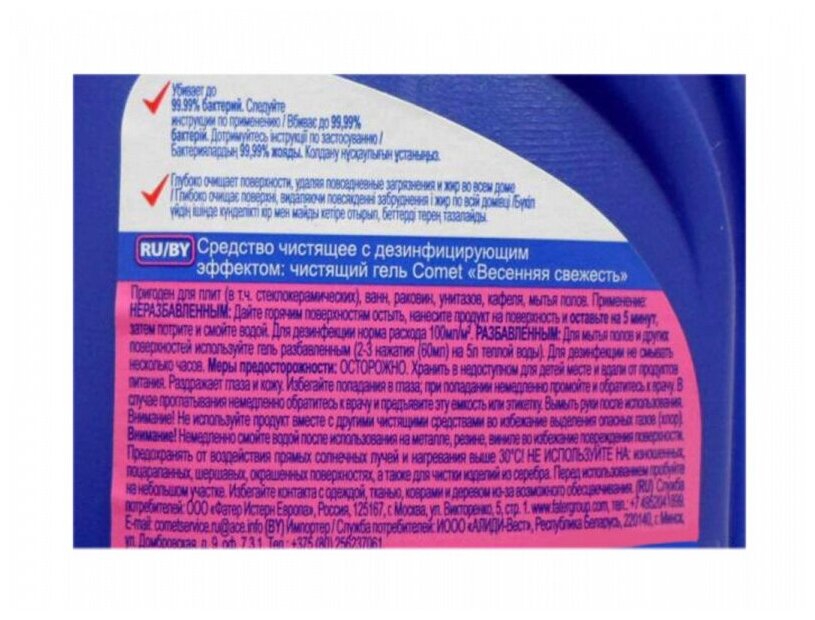 Убивает до
99.99% бактерий. Следуйте
инструкции по применению / Вбиває до 99,99%
бактерій. Дотримуйтесь інструкції по застосуванню /
Бактериялардың 99,99% жояды. Қолдану нұсқаулығын ұстаныңыз.
Глубоко очищает поверхности, удаляя повседневные загрязнения и жир во всем доме
/ Глибоко очищає поверхні, видаляючи повсякденні забруднення і жир по всій домівці /Бүкіл
үйдің ішінде күнделікті кір мен майды кетіре отырып, беттерді терең тазалайды.
RU/BY Средство чистящее с дезинфицирующим
эффектом: чистящий гель Comet «Весенняя свежесть»
Пригоден для плит (в т.ч. стеклокерамических), ванн, раковин, унитазов, кафеля, мытья полов. Применение:
НЕРАЗБАВЛЕННЫМ: Дайте горячим поверхностям остыть, нанесите продукт на поверхность и оставьте на 5 минут,
затем потрите и смойте водой. Для дезинфекции норма расхода 100мл/м². РАЗБАВЛЕННЫМ: Для мытья полов и других
поверхностей используйте гель разбавленным (2-3 нажатия (60мл) на 5л теплой воды). Для дезинфекции не смывать
несколько часов. Меры предосторожности: ОСТОРОЖНО. Хранить в недоступном для детей месте и вдали от продуктов
питания. Раздражает глаза и кожу. Избегайте попадания в глаза; при попадании немедленно промойте и обратитесь к врачу. В
случае проглатывания немедленно обратитесь к врачу и предъявите эту емкость или этикетку. Вымыть руки после использования.
Внимание! Не используйте продукт вместе с другими чистящими средствами во избежание выделения опасных газов (хлор).
Внимание! Немедленно смойте водой после использования на металле, резине, виниле во избежание повреждения поверхности.
Предохранять от воздействия прямых солнечных лучей и нагревания выше 30°C! НЕ ИСПОЛЬЗУЙТЕ НА: изношенных,
поцарапанных, шершавых, окрашенных поверхностях, а также для чистки изделий из серебра. Перед использованием пробуйте
на небольшом участке. Избегайте контакта с одеждой, тканью, коврами и деревом из-за возможного обесцвечивания. (RU) Служба
потребителей: ООО «Фатер Истерн Европа», Россия, 125167, г. Москва, ул. Викторенко, 5, стр. 1. www.fatergroup.com, тел.: +7 4952041999,
E-mail: cometservice.ru@ace.info (BY) Импортер / Служба потребителей: ИООО «АЛИДИ-Вест», Республика Беларусь, 220140, г. Минск,
ул. Домбровская, д. 9, оф. 7.3.1. Тел.: +375 (80) 256237061